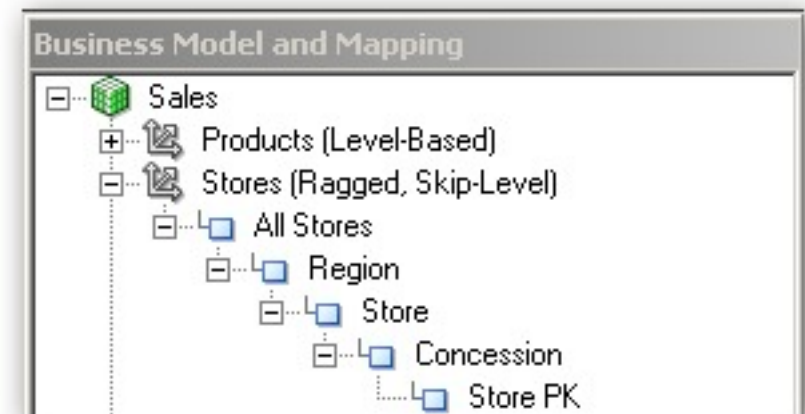 Business Model and Mapping
Sales
Products (Level-Based)
Stores (Ragged, Skip-Level)
All Stores
Region
Store
Concession
Store PK